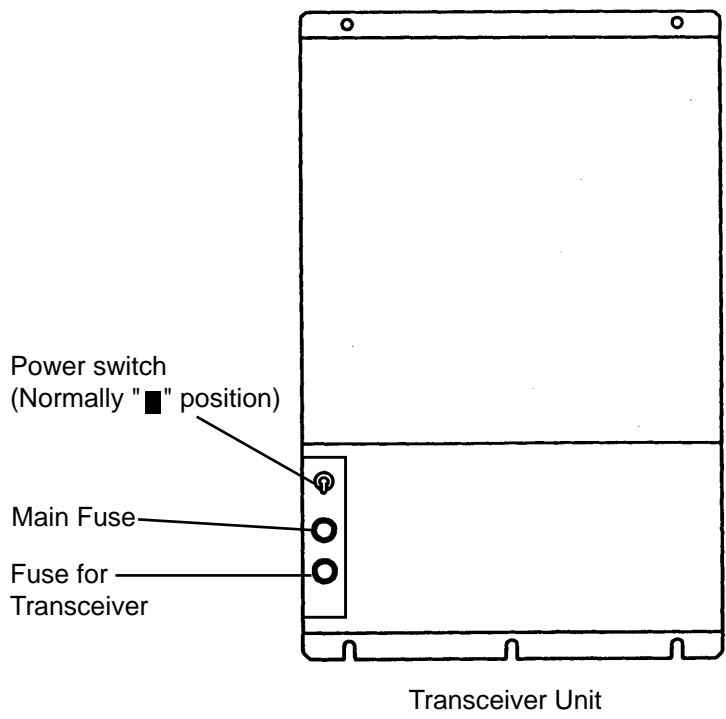 Power switch
(Normally "■" position)
Main Fuse
Fuse for
Transceiver
Transceiver Unit